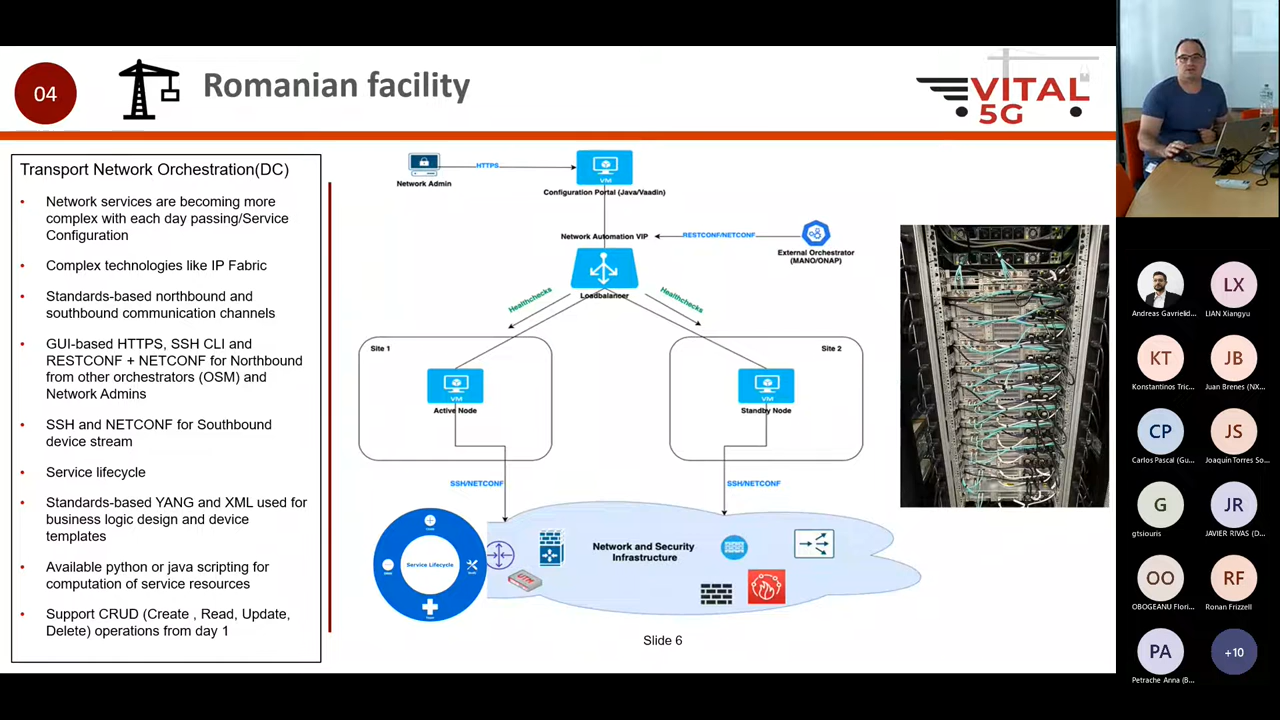 04
Romanian facility
VITAL
5G
Transport Network Orchestration(DC)
Network services are becoming more
complex with each day passing/Service
Configuration
Complex technologies like IP Fabric
Standards-based northbound and
southbound communication channels
GUI-based HTTPS, SSH CLI and
RESTCONF + NETCONF for Northbound
from other orchestrators (OSM) and
Network Admins
SSH and NETCONF for Southbound
device stream
Service lifecycle
Standards-based YANG and XML used for
business logic design and device
templates
Available python or java scripting for
computation of service resources
Support CRUD (Create , Read, Update,
Delete) operations from day 1
Network Admin
HTTPS
VM
Configuration Portal (Java/Vaadin)
Network Automation VIP
RESTCONF/NETCONF
External Orchestrator
(MANO/ONAP)
Loadbalancer
Healthchecks
Healthchecks
Site 1
VM
Active Node
Site 2
VM
Standby Node
SSH/NETCONF
SSH/NETCONF
Service Lifecycle
Network and Security
Infrastructure
Slide 6
Andreas Gavrielid...
LX
LIAN Xiangyu
KT
Konstantinos Tric...
JB
Juan Brenes (NX...
CP
Carlos Pascal (Gu...
JS
Joaquín Torres So...
G
gtsiouris
JR
JAVIER RIVAS (D...
OO
OBOGEANU Flori...
RF
Ronan Frizzell
PA
Petrache Anna (B...
+10